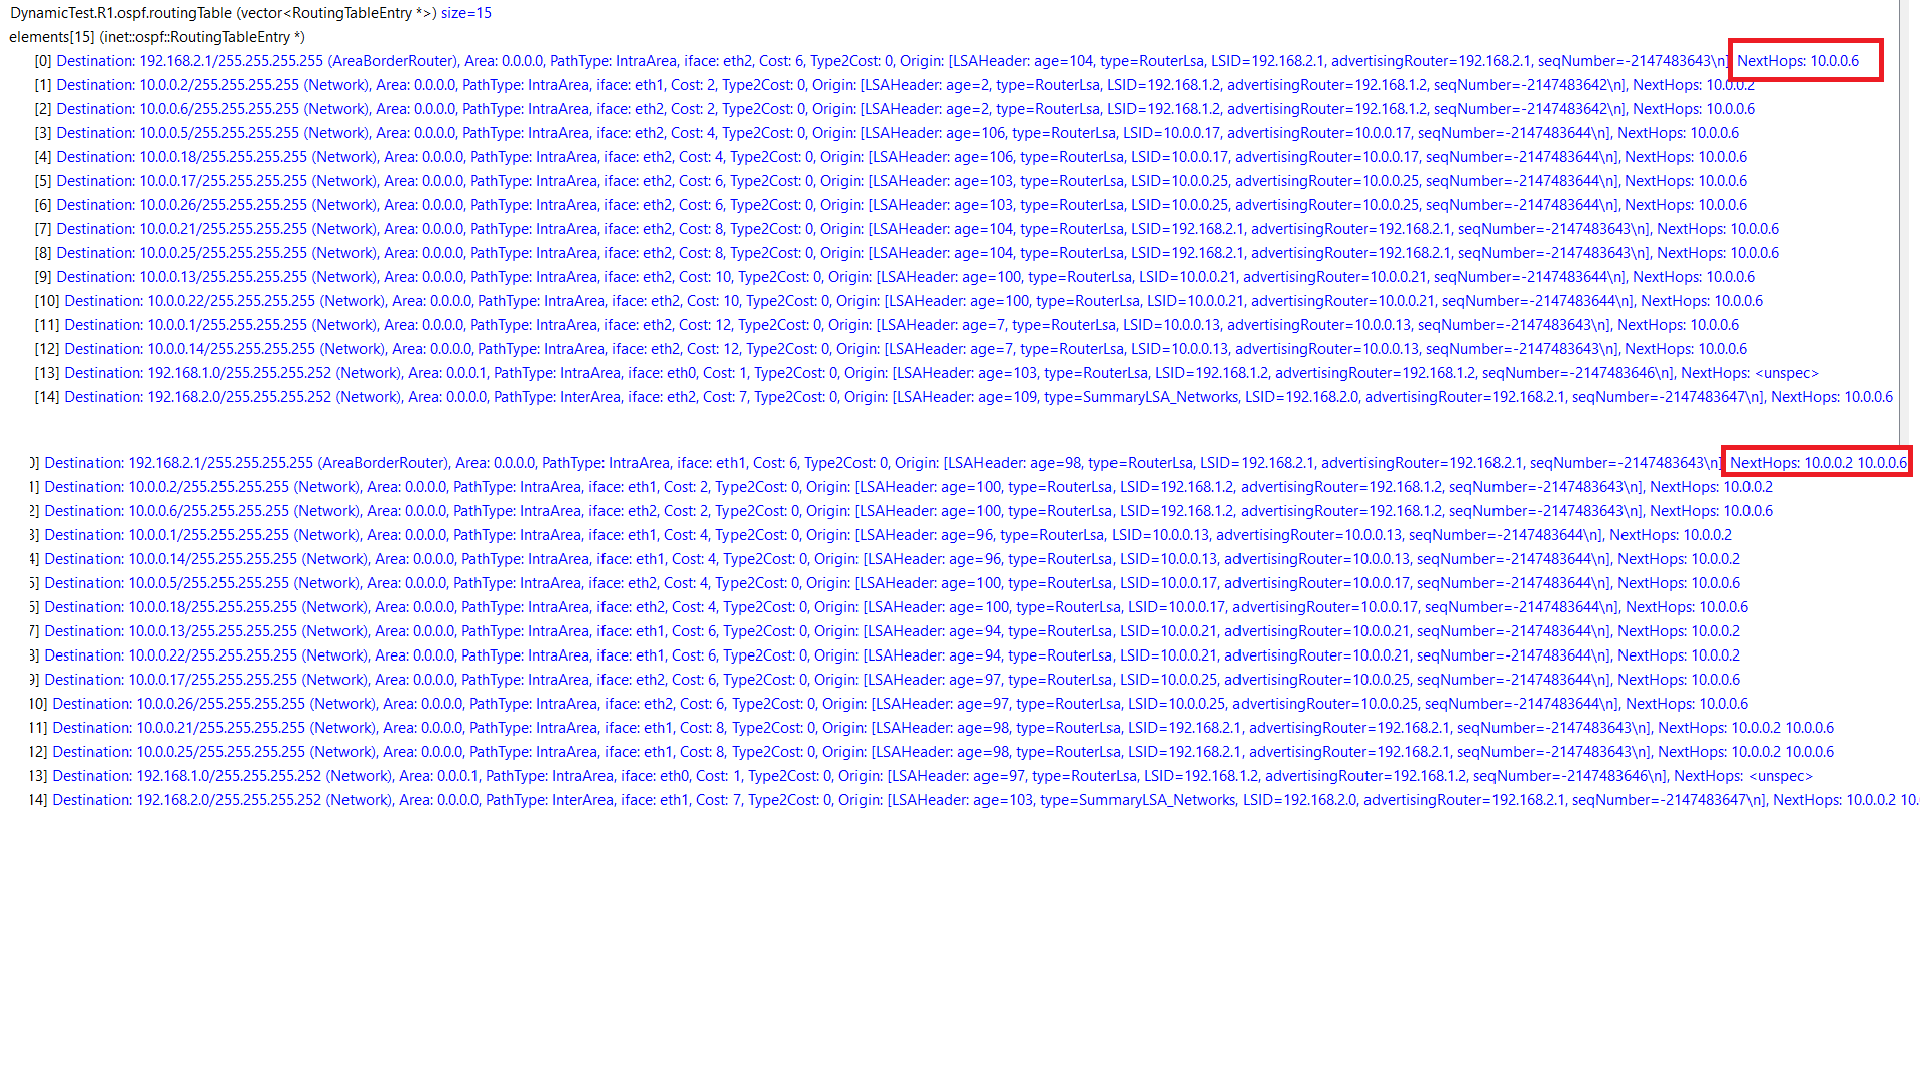 DynamicTest.R1.ospf.routingTable (vector<RoutingTableEntry *>) size=15
elements[15] (inet::ospf::RoutingTableEntry *)
[0] Destination: 192.168.2.1/255.255.255.255 (AreaBorderRouter), Area: 0.0.0.0, PathType: IntraArea, iface: eth2, Cost: 6, Type2Cost: 0, Origin: [LSAHeader: age=104, type=RouterLsa, LSID=192.168.2.1, advertisingRouter=192.168.2.1, seqNumber=-2147483643\n] NextHops: 10.0.0.6
[1] Destination: 10.0.0.2/255.255.255.255 (Network), Area: 0.0.0.0, PathType: IntraArea, iface: eth1, Cost: 2, Type2Cost: 0, Origin: [LSAHeader: age=2, type=RouterLsa, LSID=192.168.1.2, advertisingRouter=192.168.1.2, seqNumber=-2147483642\n], NextHops: 10.0.0.2
[2] Destination: 10.0.0.6/255.255.255.255 (Network), Area: 0.0.0.0, PathType: IntraArea, iface: eth2, Cost: 2, Type2Cost: 0, Origin: [LSAHeader: age=2, type=RouterLsa, LSID=192.168.1.2, advertisingRouter=192.168.1.2, seqNumber=-2147483642\n], NextHops: 10.0.0.6
[3] Destination: 10.0.0.5/255.255.255.255 (Network), Area: 0.0.0.0, PathType: IntraArea, iface: eth2, Cost: 4, Type2Cost: 0, Origin: [LSAHeader: age=106, type=RouterLsa, LSID=10.0.0.17, advertisingRouter=10.0.0.17, seqNumber=-2147483644\n], NextHops: 10.0.0.6
[4] Destination: 10.0.0.18/255.255.255.255 (Network), Area: 0.0.0.0, PathType: IntraArea, iface: eth2, Cost: 4, Type2Cost: 0, Origin: [LSAHeader: age=106, type=RouterLsa, LSID=10.0.0.17, advertisingRouter=10.0.0.17, seqNumber=-2147483644\n], NextHops: 10.0.0.6
[5] Destination: 10.0.0.17/255.255.255.255 (Network), Area: 0.0.0.0, PathType: IntraArea, iface: eth2, Cost: 6, Type2Cost: 0, Origin: [LSAHeader: age=103, type=RouterLsa, LSID=10.0.0.25, advertisingRouter=10.0.0.25, seqNumber=-2147483644\n], NextHops: 10.0.0.6
[6] Destination: 10.0.0.26/255.255.255.255 (Network), Area: 0.0.0.0, PathType: IntraArea, iface: eth2, Cost: 6, Type2Cost: 0, Origin: [LSAHeader: age=103, type=RouterLsa, LSID=10.0.0.25, advertisingRouter=10.0.0.25, seqNumber=-2147483644\n], NextHops: 10.0.0.6
[7] Destination: 10.0.0.21/255.255.255.255 (Network), Area: 0.0.0.0, PathType: IntraArea, iface: eth2, Cost: 8, Type2Cost: 0, Origin: [LSAHeader: age=104, type=RouterLsa, LSID=192.168.2.1, advertisingRouter=192.168.2.1, seqNumber=-2147483643\n], NextHops: 10.0.0.6
[8] Destination: 10.0.0.25/255.255.255.255 (Network), Area: 0.0.0.0, PathType: IntraArea, iface: eth2, Cost: 8, Type2Cost: 0, Origin: [LSAHeader: age=104, type=RouterLsa, LSID=192.168.2.1, advertisingRouter=192.168.2.1, seqNumber=-2147483643\n], NextHops: 10.0.0.6
[9] Destination: 10.0.0.13/255.255.255.255 (Network), Area: 0.0.0.0, PathType: IntraArea, iface: eth2, Cost: 10, Type2Cost: 0, Origin: [LSAHeader: age=100, type=RouterLsa, LSID=10.0.0.21, advertisingRouter=10.0.0.21, seqNumber=-2147483644\n], NextHops: 10.0.0.6
[10] Destination: 10.0.0.22/255.255.255.255 (Network), Area: 0.0.0.0, PathType: IntraArea, iface: eth2, Cost: 10, Type2Cost: 0, Origin: [LSAHeader: age=100, type=RouterLsa, LSID=10.0.0.21, advertisingRouter=10.0.0.21, seqNumber=-2147483644\n], NextHops: 10.0.0.6
[11] Destination: 10.0.0.1/255.255.255.255 (Network), Area: 0.0.0.0, PathType: IntraArea, iface: eth2, Cost: 12, Type2Cost: 0, Origin: [LSAHeader: age=7, type=RouterLsa, LSID=10.0.0.13, advertisingRouter=10.0.0.13, seqNumber=-2147483643\n], NextHops: 10.0.0.6
[12] Destination: 10.0.0.14/255.255.255.255 (Network), Area: 0.0.0.0, PathType: IntraArea, iface: eth2, Cost: 12, Type2Cost: 0, Origin: [LSAHeader: age=7, type=RouterLsa, LSID=10.0.0.13, advertisingRouter=10.0.0.13, seqNumber=-2147483643\n], NextHops: 10.0.0.6
[13] Destination: 192.168.1.0/255.255.255.252 (Network), Area: 0.0.0.1, PathType: IntraArea, iface: eth0, Cost: 1, Type2Cost: 0, Origin: [LSAHeader: age=103, type=RouterLsa, LSID=192.168.1.2, advertisingRouter=192.168.1.2, seqNumber=-2147483646\n], NextHops: <unspec>
[14] Destination: 192.168.2.0/255.255.255.252 (Network), Area: 0.0.0.0, PathType: InterArea, iface: eth2, Cost: 7, Type2Cost: 0, Origin: [LSAHeader: age=109, type=SummaryLSA_Networks, LSID=192.168.2.0, advertisingRouter=192.168.2.1, seqNumber=-2147483647\n], NextHops: 10.0.0.6
0] Destination: 192.168.2.1/255.255.255.255 (AreaBorderRouter), Area: 0.0.0.0, PathType: IntraArea, iface: eth1, Cost: 6, Type2Cost: 0, Origin: [LSAHeader: age=98, type=RouterLsa, LSID=192.168.2.1, advertisingRouter=192.168.2.1, seqNumber=-2147483643\n] NextHops: 10.0.0.2 10.0.0.6
1] Destination: 10.0.0.2/255.255.255.255 (Network), Area: 0.0.0.0, PathType: IntraArea, iface: eth1, Cost: 2, Type2Cost: 0, Origin: [LSAHeader: age=100, type=RouterLsa, LSID=192.168.1.2, advertisingRouter=192.168.1.2, seqNumber=-2147483643\n], NextHops: 10.0.0.2
2] Destination: 10.0.0.6/255.255.255.255 (Network), Area: 0.0.0.0, PathType: IntraArea, iface: eth2, Cost: 2, Type2Cost: 0, Origin: [LSAHeader: age=100, type=RouterLsa, LSID=192.168.1.2, advertisingRouter=192.168.1.2, seqNumber=-2147483643\n], NextHops: 10.0.0.6
3] Destination: 10.0.0.1/255.255.255.255 (Network), Area: 0.0.0.0, PathType: IntraArea, iface: eth1, Cost: 4, Type2Cost: 0, Origin: [LSAHeader: age=96, type=RouterLsa, LSID=10.0.0.13, advertisingRouter=10.0.0.13, seqNumber=-2147483644\n], NextHops: 10.0.0.2
4] Destination: 10.0.0.14/255.255.255.255 (Network), Area: 0.0.0.0, PathType: IntraArea, iface: eth1, Cost: 4, Type2Cost: 0, Origin: [LSAHeader: age=96, type=RouterLsa, LSID=10.0.0.13, advertisingRouter=10.0.0.13, seqNumber=-2147483644\n], NextHops: 10.0.0.2
5] Destination: 10.0.0.5/255.255.255.255 (Network), Area: 0.0.0.0, PathType: IntraArea, iface: eth2, Cost: 4, Type2Cost: 0, Origin: [LSAHeader: age=100, type=RouterLsa, LSID=10.0.0.17, advertisingRouter=10.0.0.17, seqNumber=-2147483644\n], NextHops: 10.0.0.6
6] Destination: 10.0.0.18/255.255.255.255 (Network), Area: 0.0.0.0, PathType: IntraArea, iface: eth2, Cost: 4, Type2Cost: 0, Origin: [LSAHeader: age=100, type=RouterLsa, LSID=10.0.0.17, advertisingRouter=10.0.0.17, seqNumber=-2147483644\n], NextHops: 10.0.0.6
7] Destination: 10.0.0.13/255.255.255.255 (Network), Area: 0.0.0.0, PathType: IntraArea, iface: eth1, Cost: 6, Type2Cost: 0, Origin: [LSAHeader: age=94, type=RouterLsa, LSID=10.0.0.21, advertisingRouter=10.0.0.21, seqNumber=-2147483644\n], NextHops: 10.0.0.2
8] Destination: 10.0.0.22/255.255.255.255 (Network), Area: 0.0.0.0, PathType: IntraArea, iface: eth1, Cost: 6, Type2Cost: 0, Origin: [LSAHeader: age=94, type=RouterLsa, LSID=10.0.0.21, advertisingRouter=10.0.0.21, seqNumber=-2147483644\n], NextHops: 10.0.0.2
9] Destination: 10.0.0.17/255.255.255.255 (Network), Area: 0.0.0.0, PathType: IntraArea, iface: eth2, Cost: 6, Type2Cost: 0, Origin: [LSAHeader: age=97, type=RouterLsa, LSID=10.0.0.25, advertisingRouter=10.0.0.25, seqNumber=-2147483644\n], NextHops: 10.0.0.6
10] Destination: 10.0.0.26/255.255.255.255 (Network), Area: 0.0.0.0, PathType: IntraArea, iface: eth2, Cost: 6, Type2Cost: 0, Origin: [LSAHeader: age=97, type=RouterLsa, LSID=10.0.0.25, advertisingRouter=10.0.0.25, seqNumber=-2147483644\n], NextHops: 10.0.0.6
11] Destination: 10.0.0.21/255.255.255.255 (Network), Area: 0.0.0.0, PathType: IntraArea, iface: eth1, Cost: 8, Type2Cost: 0, Origin: [LSAHeader: age=98, type=RouterLsa, LSID=192.168.2.1, advertisingRouter=192.168.2.1, seqNumber=-2147483643\n], NextHops: 10.0.0.2 10.0.0.6
12] Destination: 10.0.0.25/255.255.255.255 (Network), Area: 0.0.0.0, PathType: IntraArea, iface: eth1, Cost: 8, Type2Cost: 0, Origin: [LSAHeader: age=98, type=RouterLsa, LSID=192.168.2.1, advertisingRouter=192.168.2.1, seqNumber=-2147483643\n], NextHops: 10.0.0.2 10.0.0.6
13] Destination: 192.168.1.0/255.255.255.252 (Network), Area: 0.0.0.1, PathType: IntraArea, iface: eth0, Cost: 1, Type2Cost: 0, Origin: [LSAHeader: age=97, type=RouterLsa, LSID=192.168.1.2, advertisingRouter=192.168.1.2, seqNumber=-2147483646\n], NextHops: <unspec>
14] Destination: 192.168.2.0/255.255.255.252 (Network), Area: 0.0.0.0, PathType: InterArea, iface: eth1, Cost: 7, Type2Cost: 0, Origin: [LSAHeader: age=103, type=SummaryLSA_Networks, LSID=192.168.2.0, advertisingRouter=192.168.2.1, seqNumber=-2147483647\n], NextHops: 10.0.0.2 10.